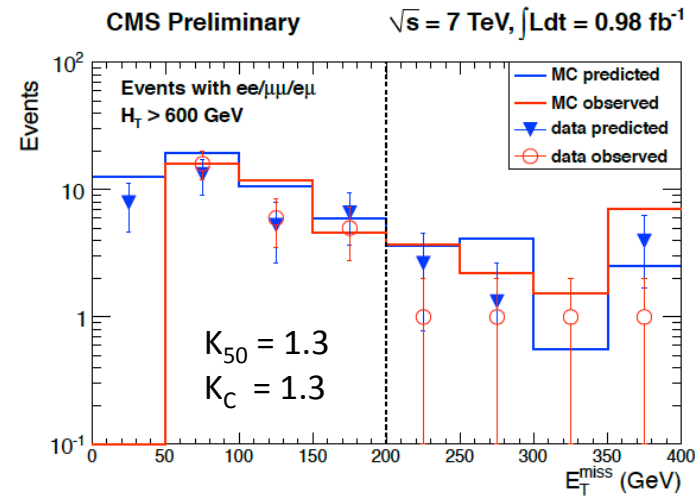 CMS Preliminary √s = 7 TeV, ∫Ldt = 0.98 fb⁻¹
Events with ee/μμ/eμ
H_T > 600 GeV
MC predicted
MC observed
data predicted
data observed
Events
10²
10
1
10⁻¹
K₅₀ = 1.3
K_C = 1.3
0 50 100 150 200 250 300 350 400
E_T^miss (GeV)